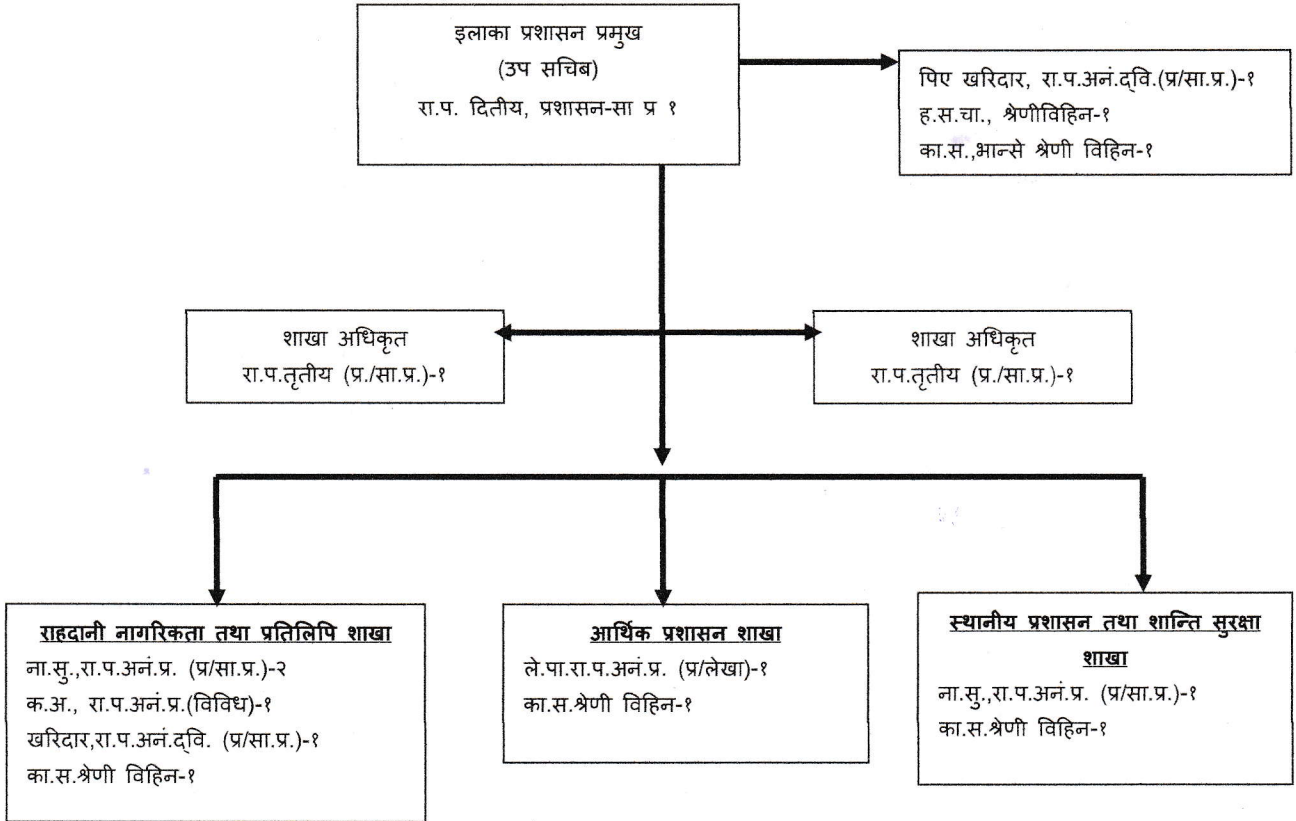 इलाका प्रशासन प्रमुख
(उप सचिब)
रा.प. दितीय, प्रशासन-सा प्र १
पिए खरिदार, रा.प.अनं.द्वि.(प्र/सा.प्र.)-१
ह.स.चा., श्रेणीविहिन-१
का.स.,भान्से श्रेणी विहिन-१
शाखा अधिकृत
रा.प.तृतीय (प्र./सा.प्र.)-१
शाखा अधिकृत
रा.प.तृतीय (प्र./सा.प्र.)-१
राहदानी नागरिकता तथा प्रतिलिपि शाखा
ना.सु.,रा.प.अनं.प्र. (प्र/सा.प्र.)-२
क.अ., रा.प.अनं.प्र.(विविध)-१
खरिदार,रा.प.अनं.द्वि. (प्र/सा.प्र.)-१
का.स.श्रेणी विहिन-१
आर्थिक प्रशासन शाखा
ले.पा.रा.प.अनं.प्र. (प्र/लेखा)-१
का.स.श्रेणी विहिन-१
स्थानीय प्रशासन तथा शान्ति सुरक्षा
शाखा
ना.सु.,रा.प.अनं.प्र. (प्र/सा.प्र.)-१
का.स.श्रेणी विहिन-१